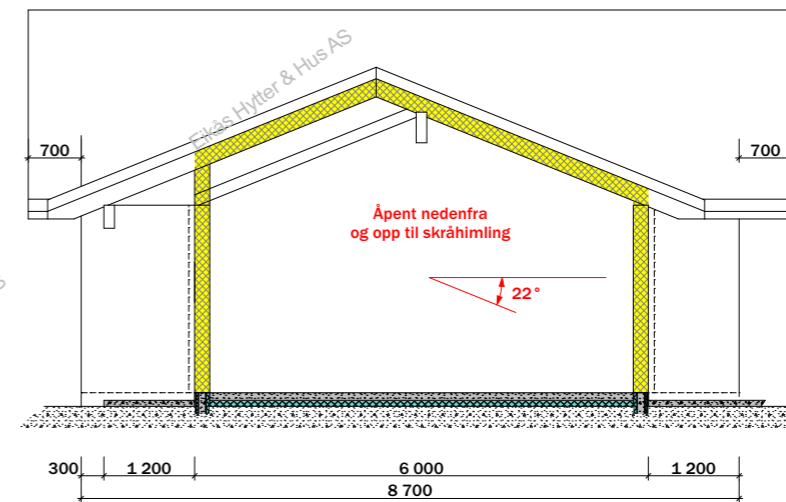 Eikås Hytter & Hus AS
700
700
Åpent nedenfra
og opp til skråhimling
22°
300
1 200
6 000
1 200
8 700